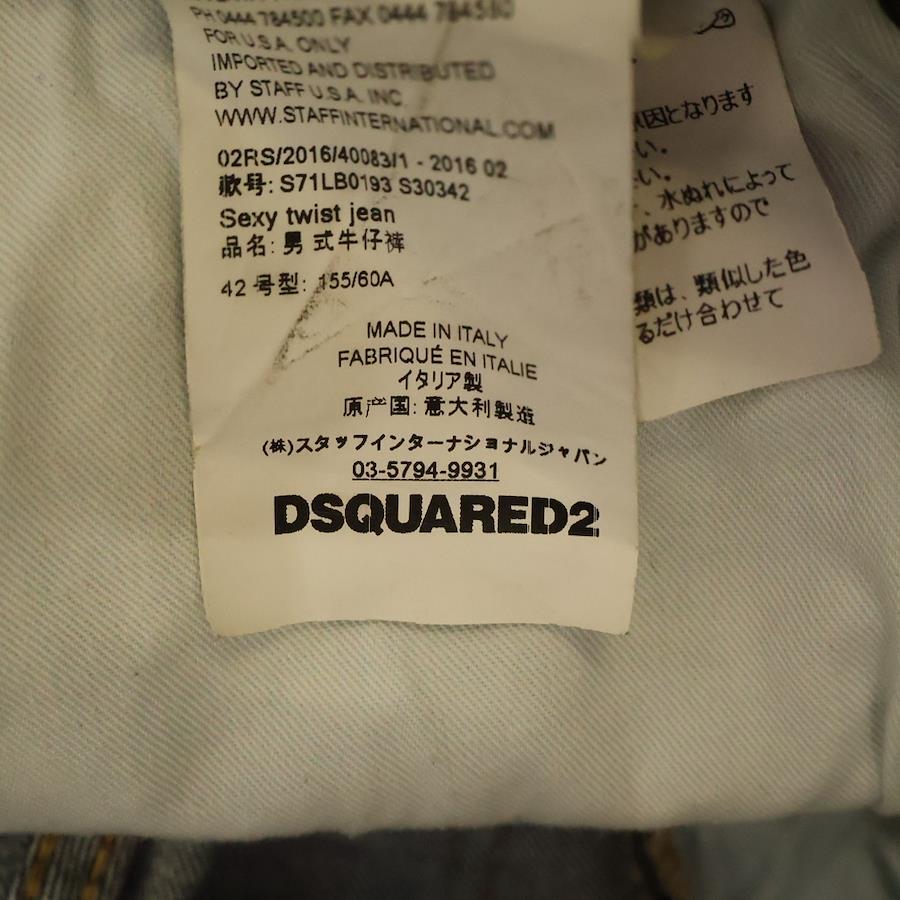 PH 0444 784500 FAX 0444 784560
FOR U.S.A. ONLY
IMPORTED AND DISTRIBUTED
BY STAFF U.S.A. INC.
WWW.STAFFINTERNATIONAL.COM
02RS/2016/40083/1 - 2016 02
款号: S71LB0193 S30342
Sexy twist jean
品名: 男式牛仔裤
42 号型: 155/60A
MADE IN ITALY
FABRIQUÉ EN ITALIE
イタリア製
原产国: 意大利製造
(株)スタッフインターナショナルジャパン
03-5794-9931
DSQUARED2
原因となります
い。
い。
、水ぬれによって
がありますので
類は、類似した色
るだけ合わせて